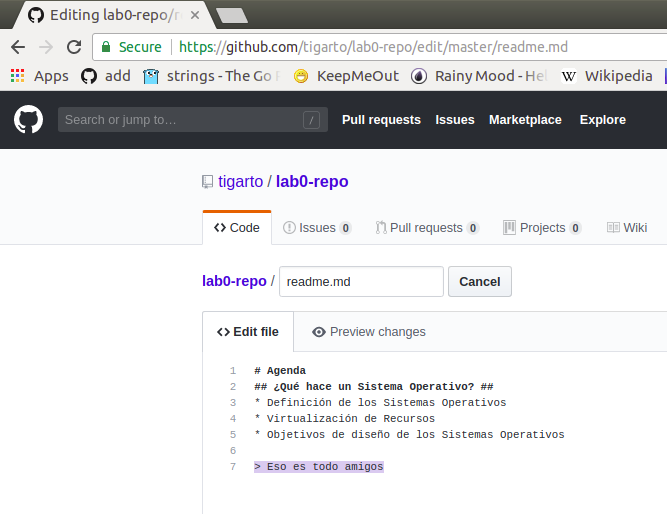 Editing lab0-repo/r
Secure https://github.com/tigarto/lab0-repo/edit/master/readme.md
Apps add strings - The Go KeepMeOut Rainy Mood - Hel Wikipedia
Search or jump to… / Pull requests Issues Marketplace Explore
tigarto / lab0-repo
<> Code Issues 0 Pull requests 0 Projects 0 Wiki
lab0-repo / readme.md Cancel
<> Edit file Preview changes
1 # Agenda
2 ## ¿Qué hace un Sistema Operativo? ##
3 * Definición de los Sistemas Operativos
4 * Virtualización de Recursos
5 * Objetivos de diseño de los Sistemas Operativos
6
7 > Eso es todo amigos